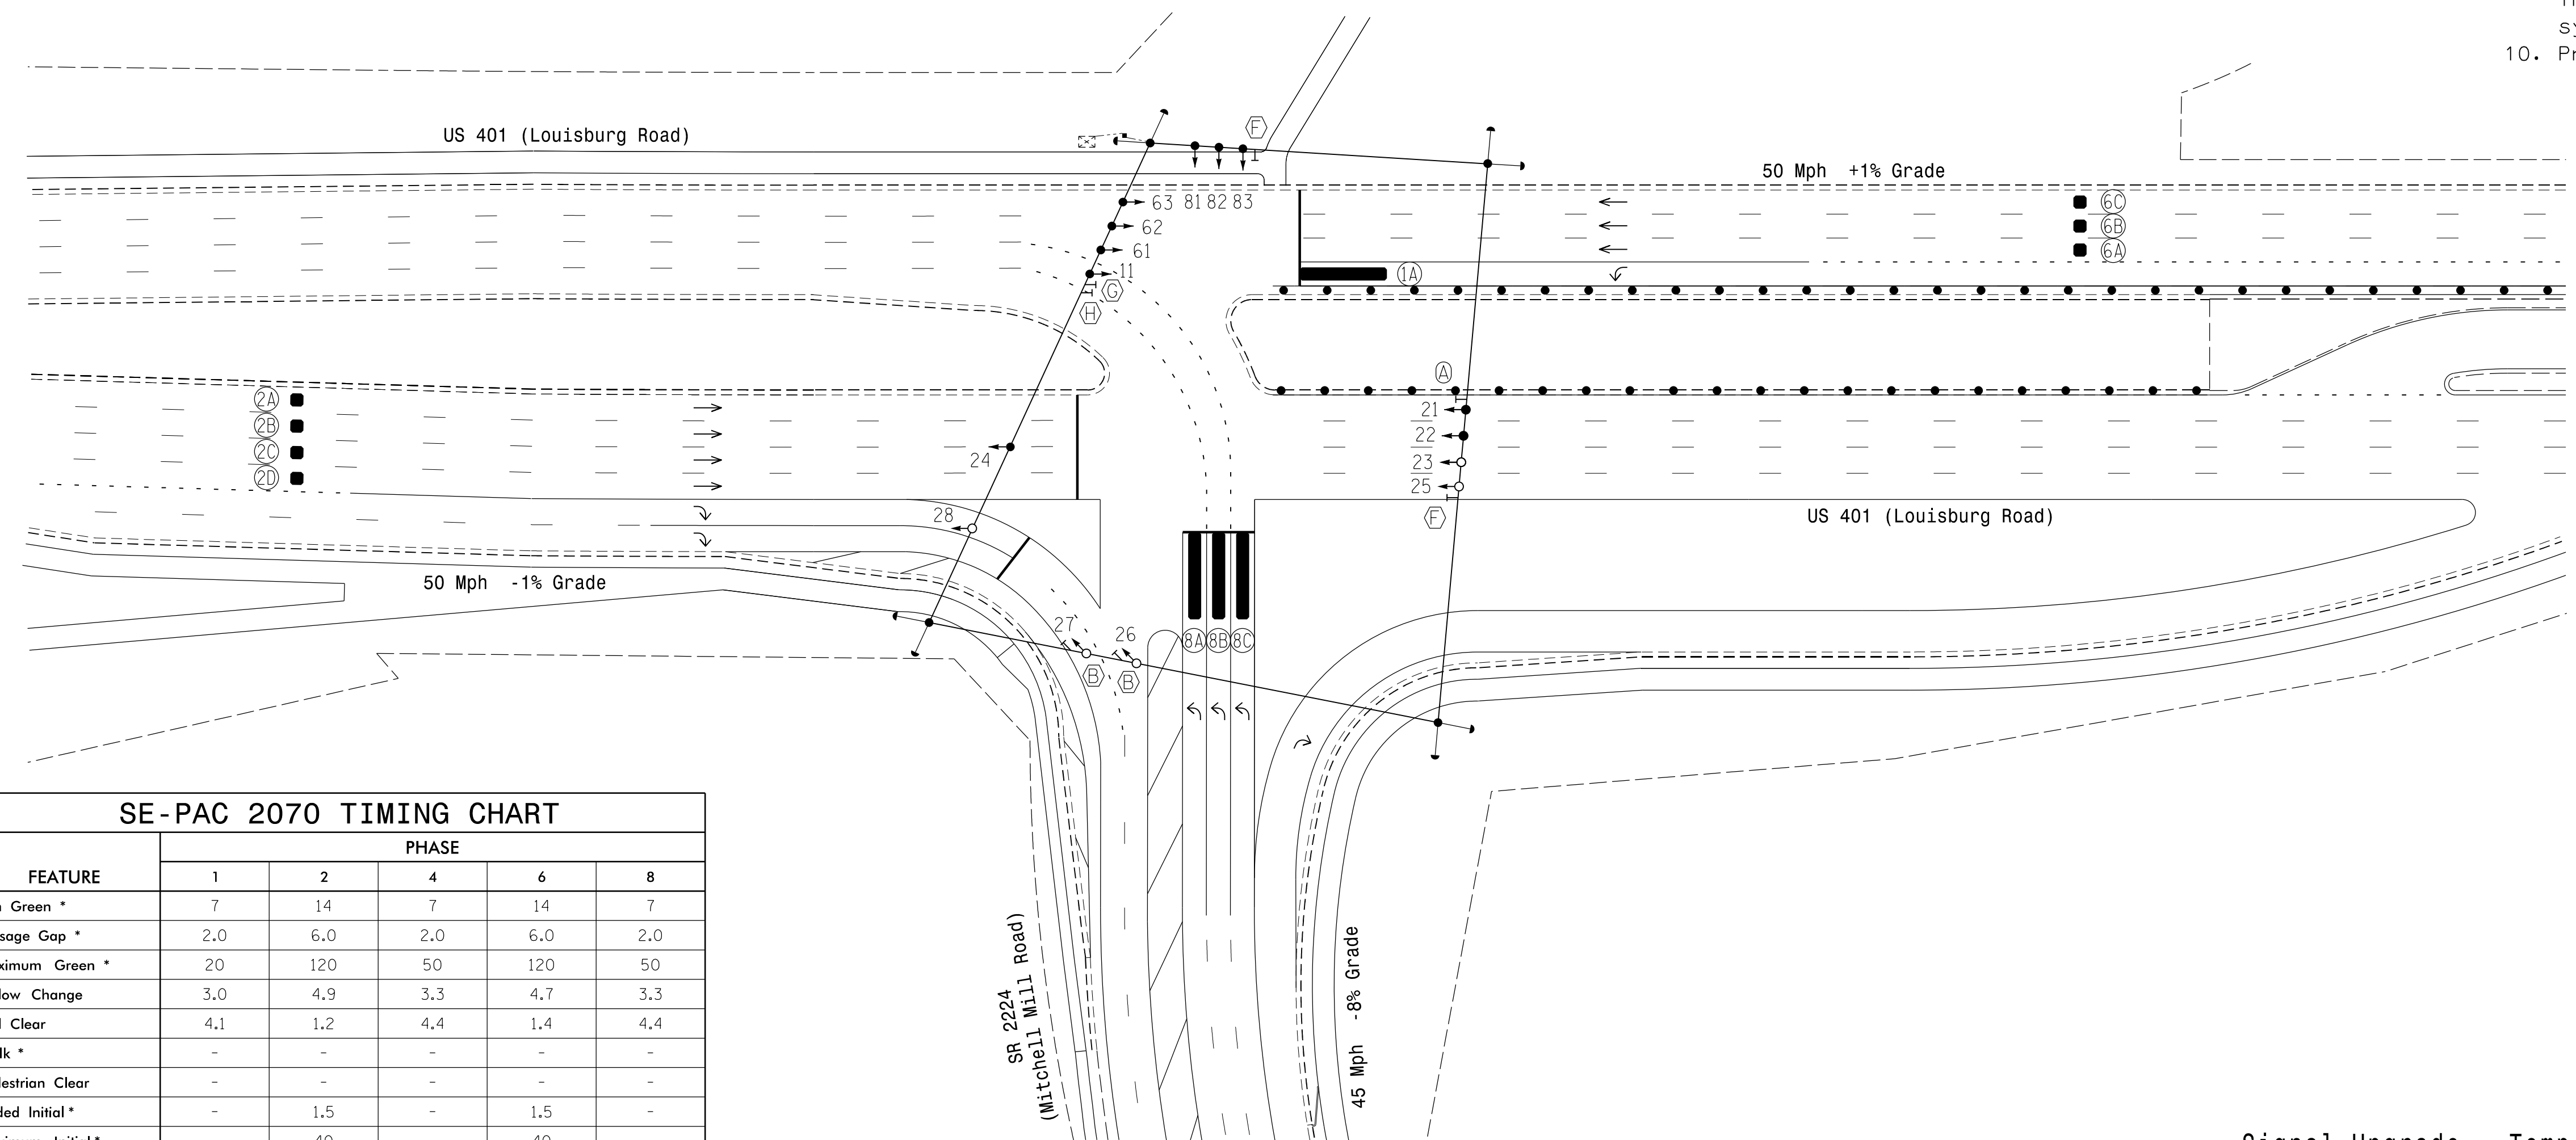 10.
US 401 (Louisburg Road)
F
50 Mph +1% Grade
63 81 82 83
6C
62
6B
61
6A
11
1A
G
H
A
2A
21
2B
22
2C
24
23
2D
25
28
F
US 401 (Louisburg Road)
50 Mph -1% Grade
27
26
8A 8B 8C
B
B
SE-PAC 2070 TIMING CHART
PHASE
FEATURE 1 2 4 6 8
Green * 7 14 7 14 7
Gap * 2.0 6.0 2.0 6.0 2.0
Green * 20 120 50 120 50
Change 3.0 4.9 3.3 4.7 3.3
Clear 4.1 1.2 4.4 1.4 4.4
* - - - - -
Clear - - - - -
Initial * - 1.5 - 1.5 -
SR 2224
(Mitchell Mill Road)
45 Mph -8% Grade